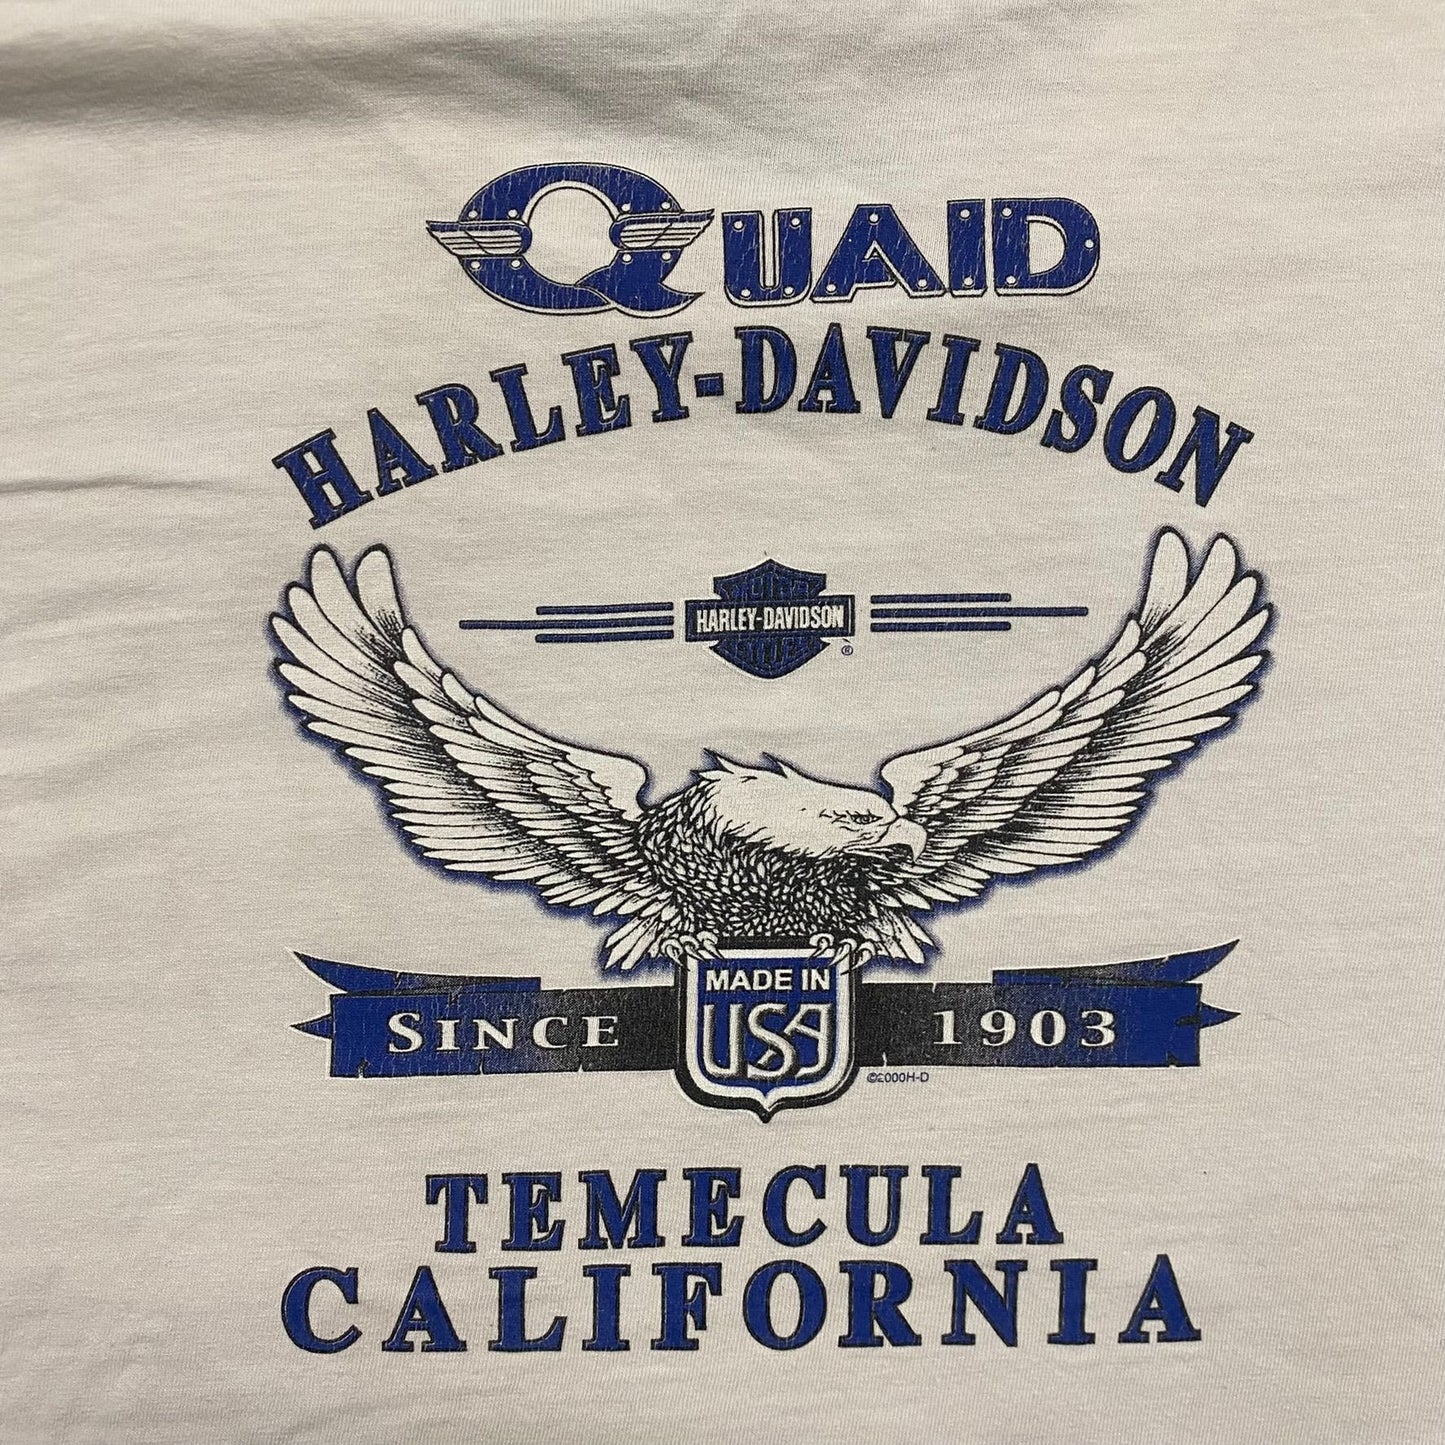 QUAID
HARLEY-DAVIDSON
HARLEY-DAVIDSON
®
MADE IN
USA
SINCE 1903
©2000H-D
TEMECULA
CALIFORNIA